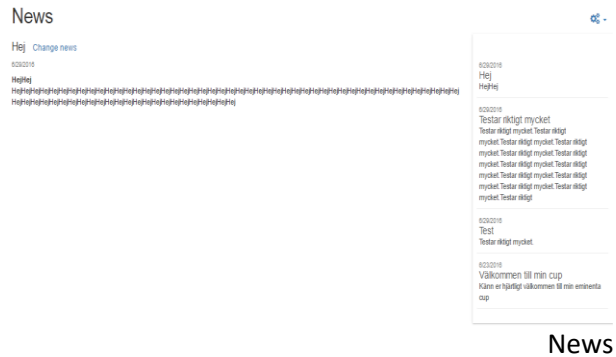 News
Hej Change news
6/29/2016
HejHej
HejHejHejHejHejHejHejHejHejHejHejHejHejHejHejHejHejHejHejHejHejHejHejHejHejHejHejHejHejHejHejHej
HejHejHejHejHejHejHejHejHejHejHejHejHejHejHejHej
6/29/2016
Hej
HejHej
6/29/2016
Testar riktigt mycket
Testar riktigt mycket.Testar riktigt
mycket.Testar riktigt mycket.Testar riktigt
mycket.Testar riktigt mycket.Testar riktigt
mycket.Testar riktigt mycket.Testar riktigt
mycket.Testar riktigt mycket.Testar riktigt
mycket.Testar riktigt mycket.Testar riktigt
mycket.Testar riktigt
6/29/2016
Test
Testar riktigt mycket.
6/23/2016
Välkommen till min cup
Känn er hjärtligt välkommen till min eminenta
cup
News